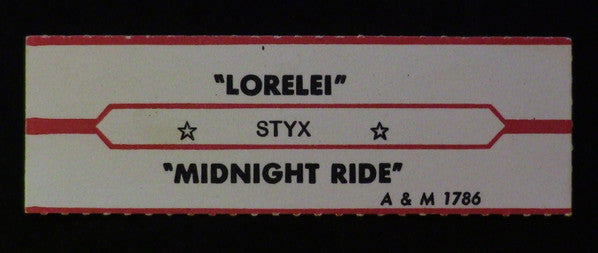 "LORELEI"
☆ STYX ☆
"MIDNIGHT RIDE"
A & M 1786